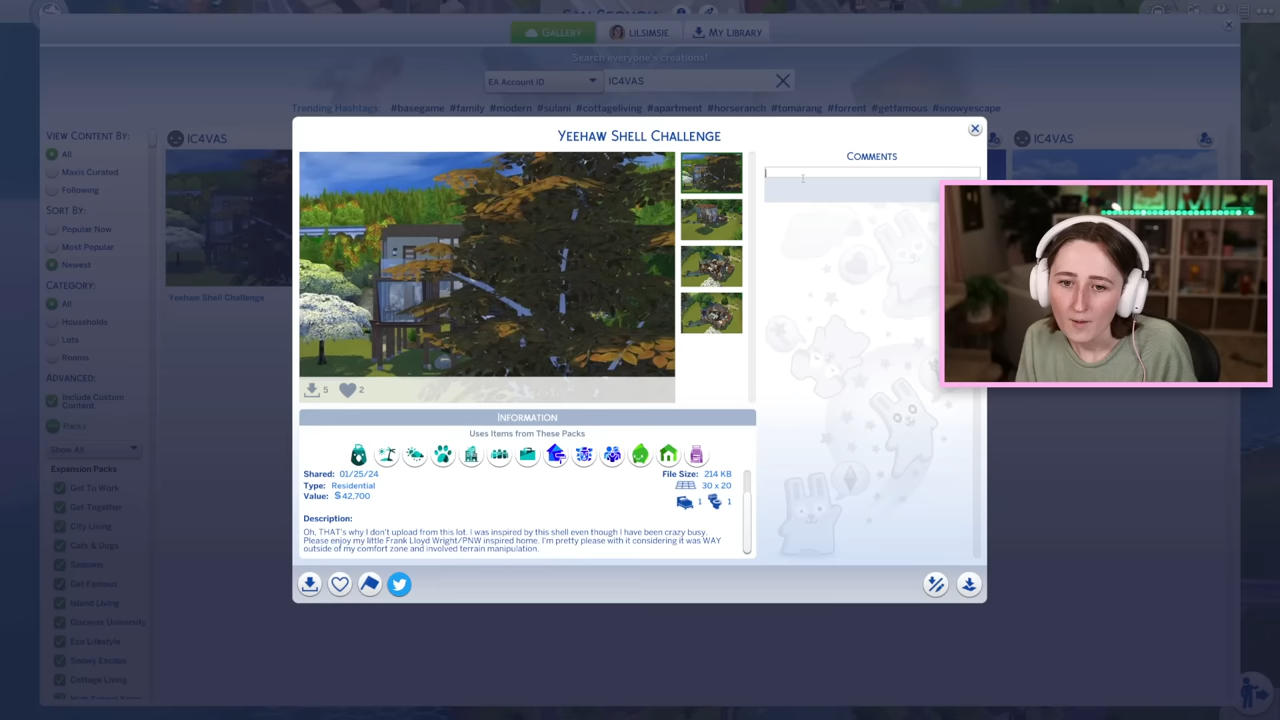 GALLERY
LILSIMSIE
MY LIBRARY
Search everyone's creations!
EA Account ID
IC4VAS
Trending Hashtags: #basegame #family #modern #sulani #cottageliving #apartment #horseranch #tomarang #forrent #getfamous #snowyescape
VIEW CONTENT BY:
All
Maxis Curated
Following
SORT BY:
Popular Now
Most Popular
Newest
CATEGORY:
All
Households
Lots
Rooms
ADVANCED:
Include Custom
Content
Packs
Show All
Expansion Packs
Get To Work
Get Together
City Living
Cats & Dogs
Seasons
Get Famous
Island Living
Discover University
Eco Lifestyle
Snowy Escape
Cottage Living
IC4VAS
Yeehaw Shell Challenge
IC4VAS
YEEHAW SHELL CHALLENGE
5
2
COMMENTS
INFORMATION
Uses Items from These Packs
Shared: 01/25/24
Type: Residential
Value: §42,700
File Size: 214 KB
30 x 20
1
1
Description:
Oh, THAT's why I don't upload from this lot. I was inspired by this shell even though I have been crazy busy.
Please enjoy my little Frank Lloyd Wright/PNW inspired home. I'm pretty please with it considering it was WAY
outside of my comfort zone and involved terrain manipulation.